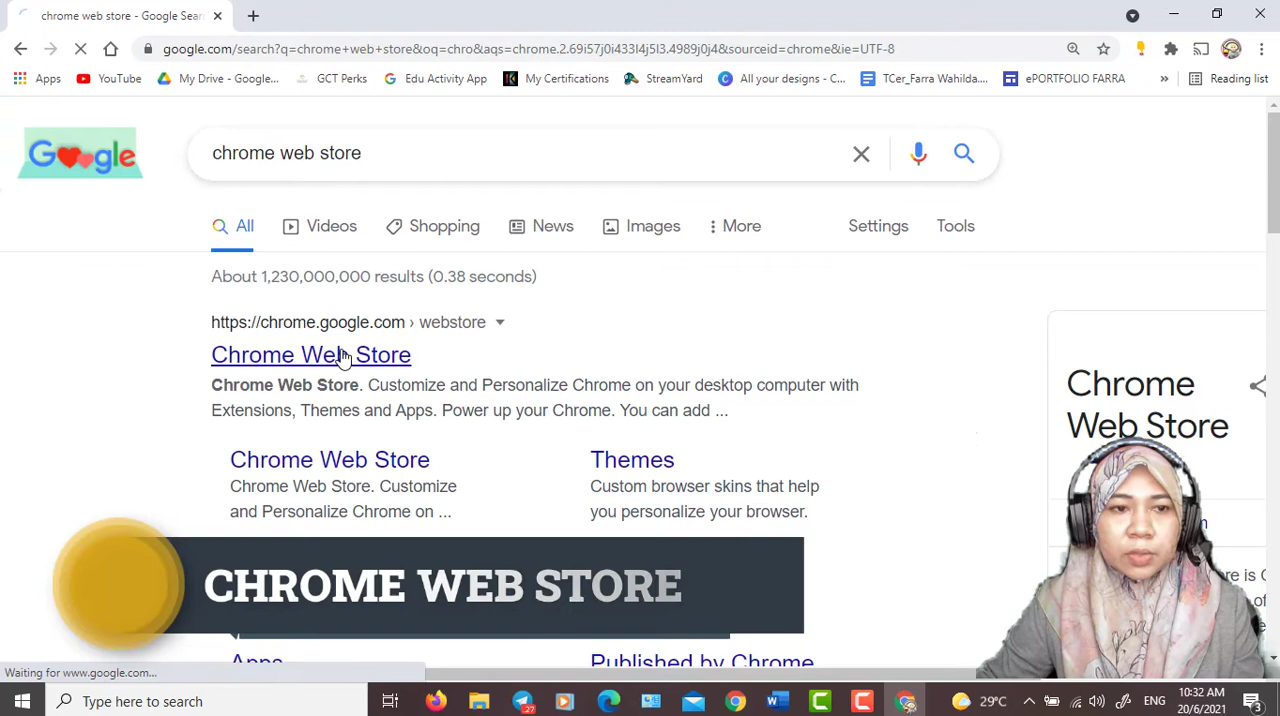 chrome web store - Google Sear
google.com/search?q=chrome+web+store&oq=chro&aqs=chrome.2.69i57j0i433l4j5l3.4989j0j4&sourceid=chrome&ie=UTF-8
Apps YouTube My Drive - Google... GCT Perks Edu Activity App My Certifications StreamYard All your designs - C... TCer_Farra Wahilda.... ePORTFOLIO FARRA » Reading list
Google
chrome web store
All Videos Shopping News Images More Settings Tools
About 1,230,000,000 results (0.38 seconds)
https://chrome.google.com › webstore
Chrome Web Store
Chrome Web Store. Customize and Personalize Chrome on your desktop computer with
Extensions, Themes and Apps. Power up your Chrome. You can add ...
Chrome
Web Store
Chrome Web Store Themes
Chrome Web Store. Customize Custom browser skins that help
and Personalize Chrome on ... you personalize your browser.
CHROME WEB STORE
Apps Published by Chrome
Waiting for www.google.com...
Type here to search
27
29°C
ENG
10:32 AM
20/6/2021
3